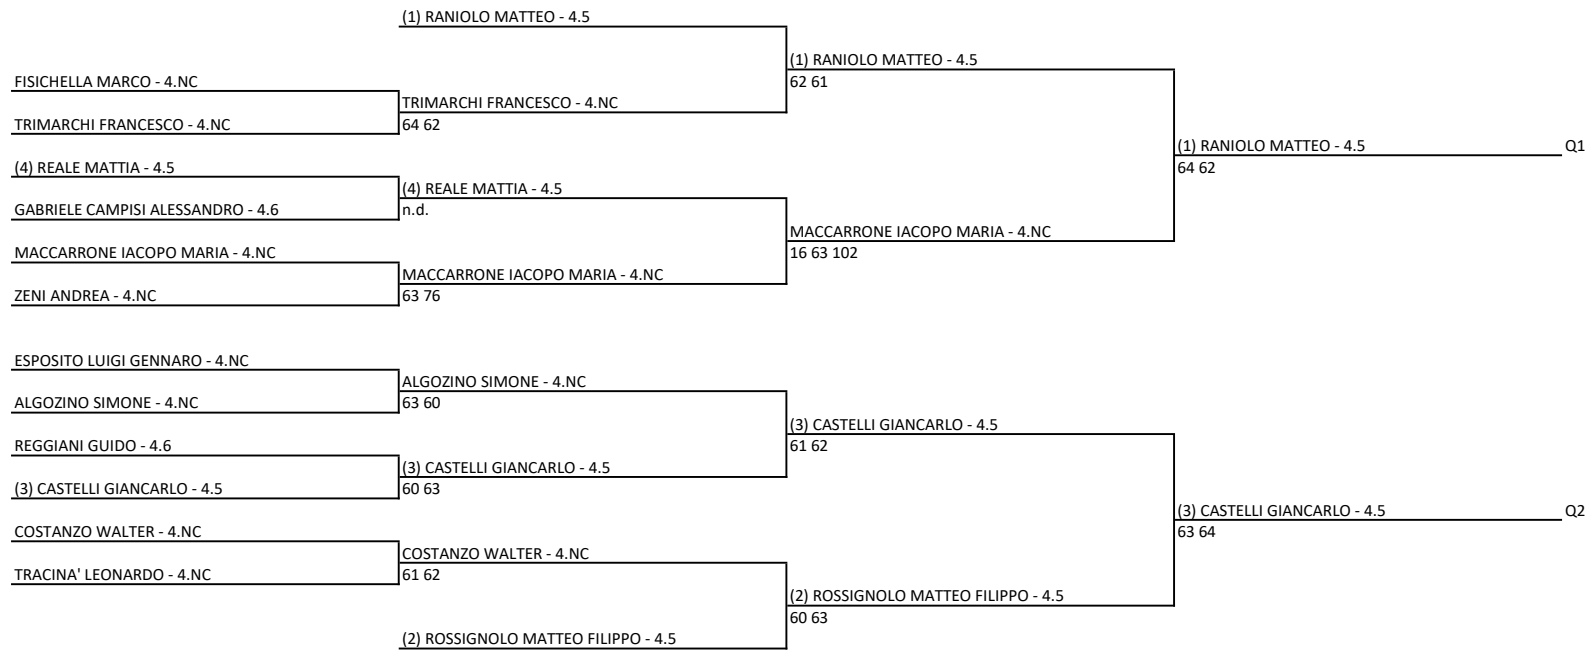 (1) RANIOLO MATTEO - 4.5
(1) RANIOLO MATTEO - 4.5
FISICHELLA MARCO - 4.NC
62 61
TRIMARCHI FRANCESCO - 4.NC
TRIMARCHI FRANCESCO - 4.NC
64 62
(1) RANIOLO MATTEO - 4.5
Q1
(4) REALE MATTIA - 4.5
64 62
(4) REALE MATTIA - 4.5
GABRIELE CAMPISI ALESSANDRO - 4.6
n.d.
MACCARRONE IACOPO MARIA - 4.NC
MACCARRONE IACOPO MARIA - 4.NC
16 63 102
MACCARRONE IACOPO MARIA - 4.NC
ZENI ANDREA - 4.NC
63 76
ESPOSITO LUIGI GENNARO - 4.NC
ALGOZINO SIMONE - 4.NC
ALGOZINO SIMONE - 4.NC
63 60
(3) CASTELLI GIANCARLO - 4.5
REGGIANI GUIDO - 4.6
61 62
(3) CASTELLI GIANCARLO - 4.5
(3) CASTELLI GIANCARLO - 4.5
60 63
(3) CASTELLI GIANCARLO - 4.5
Q2
COSTANZO WALTER - 4.NC
63 64
COSTANZO WALTER - 4.NC
TRACINA' LEONARDO - 4.NC
61 62
(2) ROSSIGNOLO MATTEO FILIPPO - 4.5
60 63
(2) ROSSIGNOLO MATTEO FILIPPO - 4.5